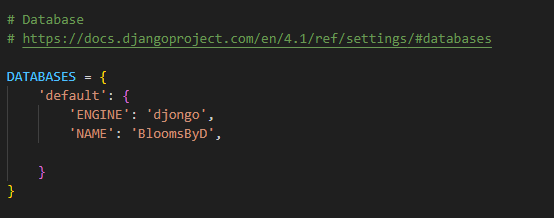 # Database
# https://docs.djangoproject.com/en/4.1/ref/settings/#databases
DATABASES = {
    'default': {
        'ENGINE': 'djongo',
        'NAME': 'BloomsByD',
    }
}